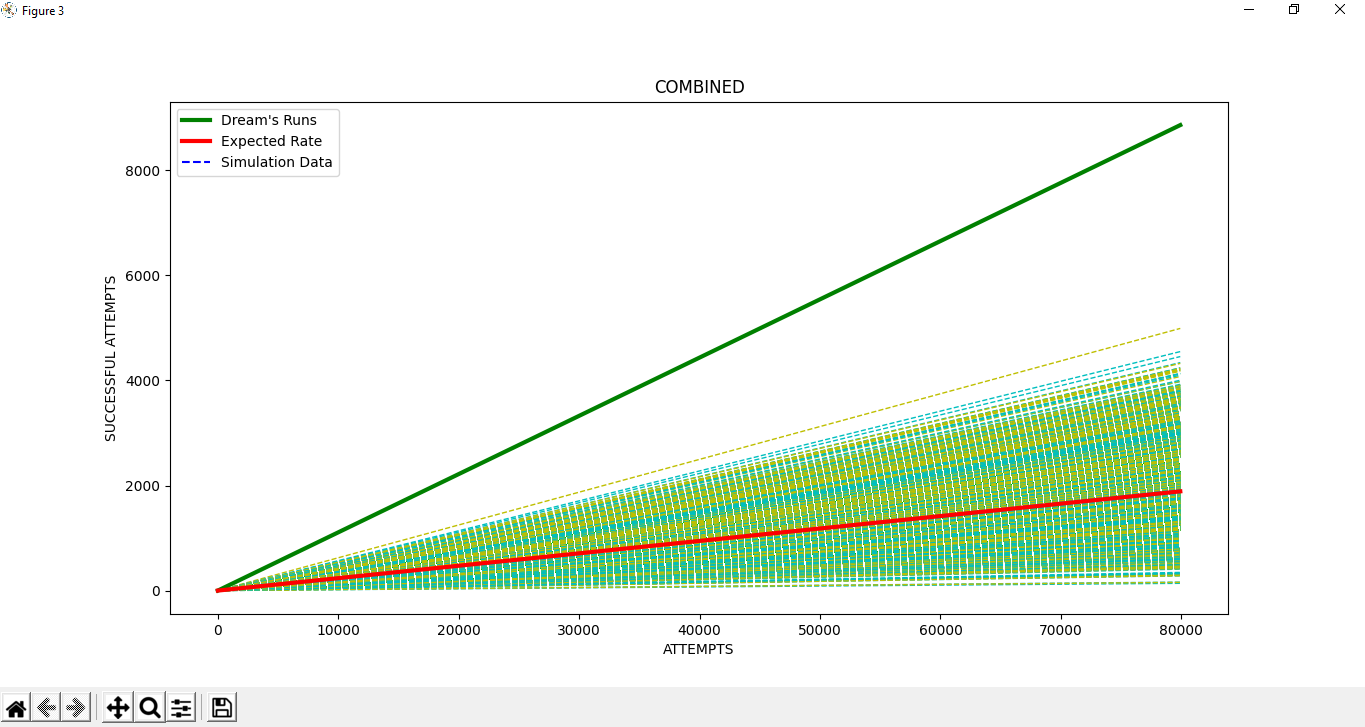 Figure 3
COMBINED
Dream's Runs
Expected Rate
Simulation Data
8000
6000
4000
2000
0
SUCCESSFUL ATTEMPTS
0 10000 20000 30000 40000 50000 60000 70000 80000
ATTEMPTS